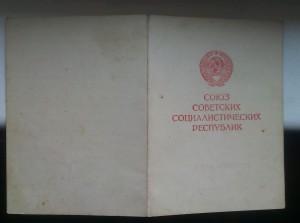 СОЮЗ
СОВЕТСКИХ
СОЦИАЛИСТИЧЕСКИХ
РЕСПУБЛИК